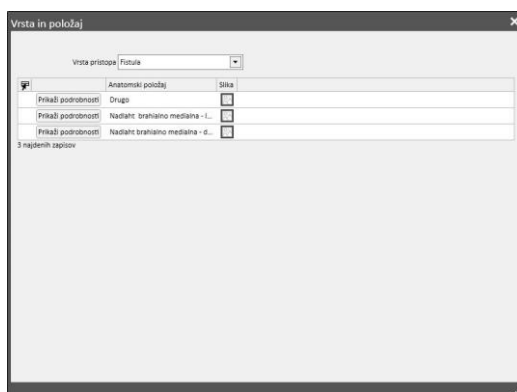 Vrsta in položaj
Vrsta pristopa Fistula
Anatomski položaj Slika
Prikaži podrobnosti Drugo
Prikaži podrobnosti Nadlaht brahialno medialna - l...
Prikaži podrobnosti Nadlaht brahialno medialna - d...
3 najdenih zapisov